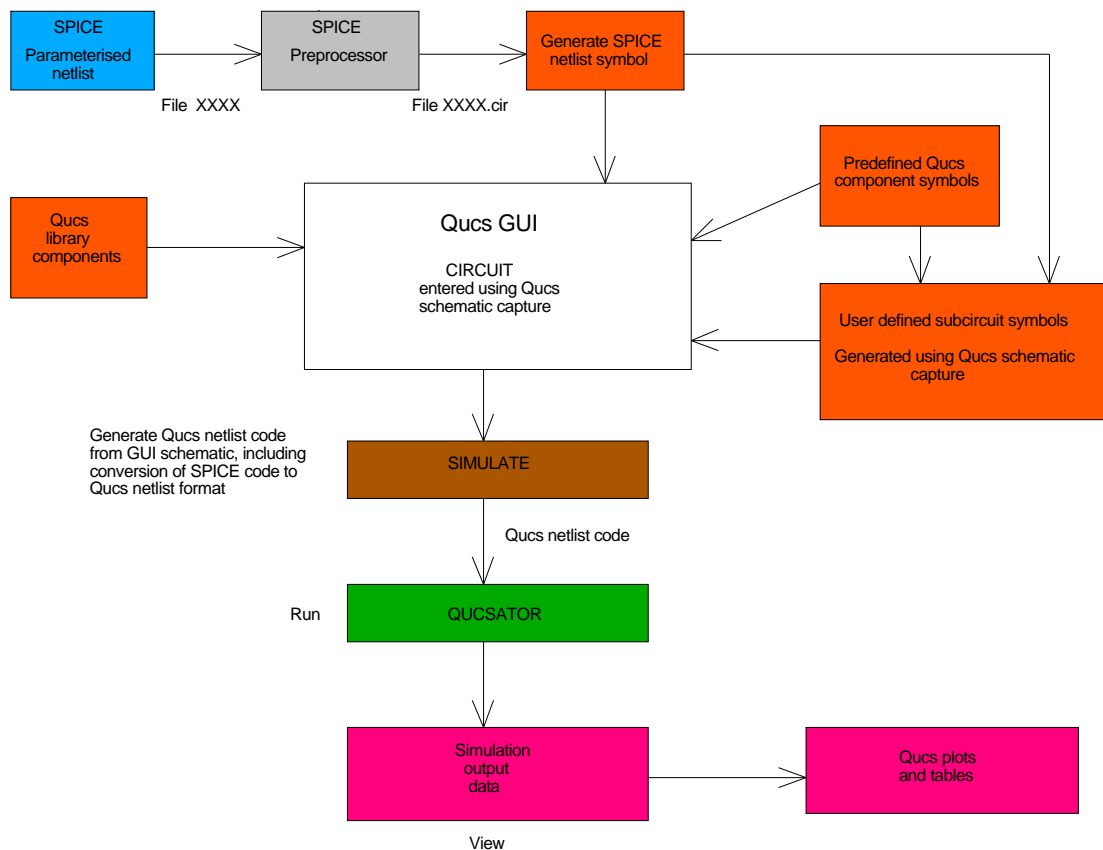 SPICE
Parameterised
netlist
SPICE
Preprocessor
Generate SPICE
netlist symbol
File XXXX
File XXXX.cir
Predefined Qucs
component symbols
Qucs
library
components
Qucs GUI
CIRCUIT
entered using Qucs
schematic capture
User defined subcircuit symbols
Generated using Qucs schematic
capture
Generate Qucs netlist code
from GUI schematic, including
conversion of SPICE code to
Qucs netlist format
SIMULATE
Qucs netlist code
Run
QUCSATOR
Simulation
output
data
Qucs plots
and tables
View